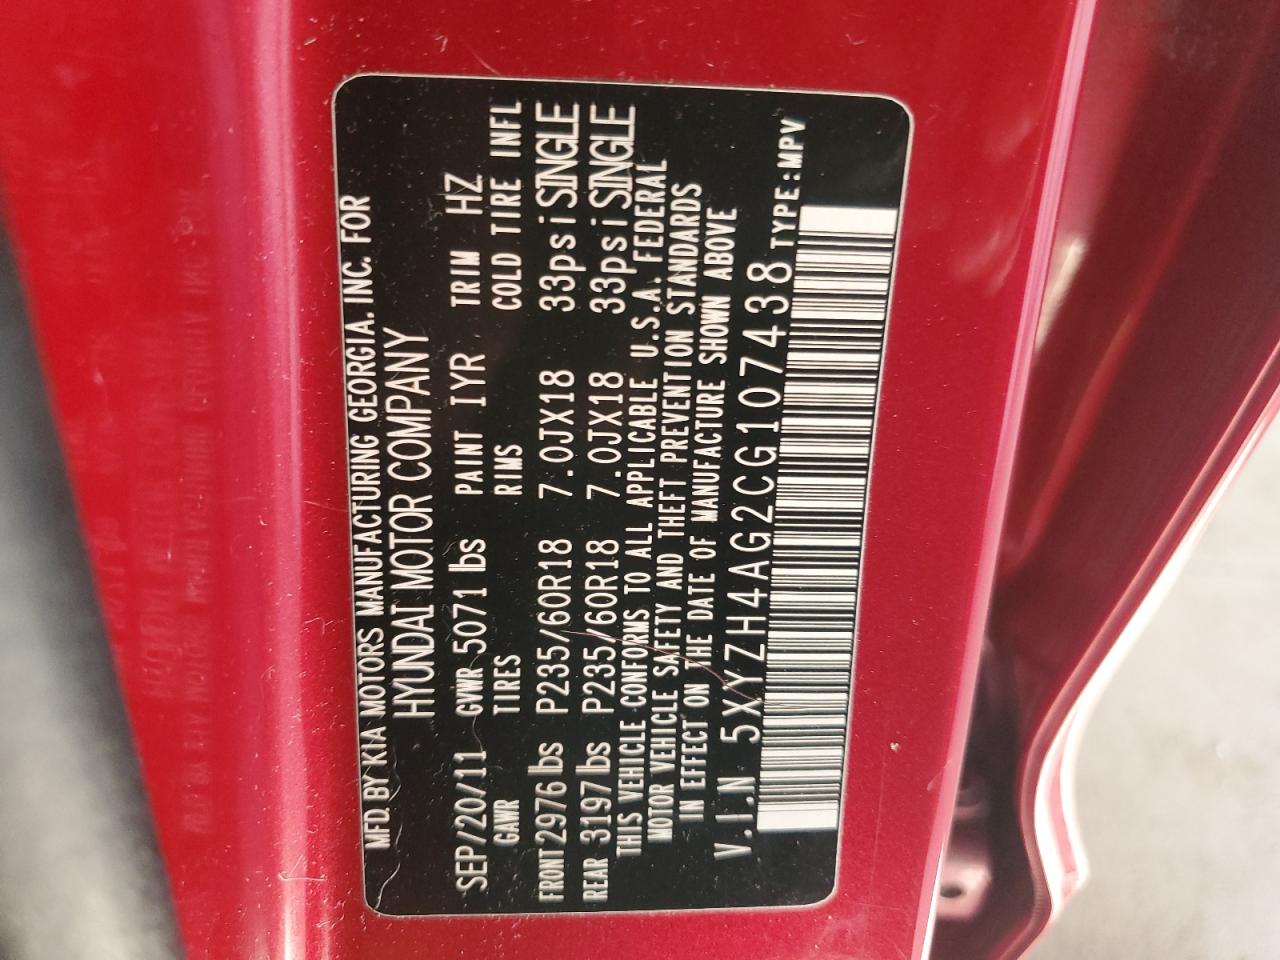 MFD. BY KIA MOTORS MANUFACTURING GEORGIA. INC. FOR
HYUNDAI MOTOR COMPANY
SEP/20/11 GVWR 5071 lbs PAINT IYR TRIM HZ
GAWR TIRES RIMS COLD TIRE INFL
FRONT 2976 lbs P235/60R18 7.0JX18 33psi SINGLE
REAR 3197 lbs P235/60R18 7.0JX18 33psi SINGLE
THIS VEHICLE CONFORMS TO ALL APPLICABLE U.S.A. FEDERAL
MOTOR VEHICLE SAFETY AND THEFT PREVENTION STANDARDS
IN EFFECT ON THE DATE OF MANUFACTURE SHOWN ABOVE
V.I.N 5XYZH4AG2CG107438 TYPE:MPV